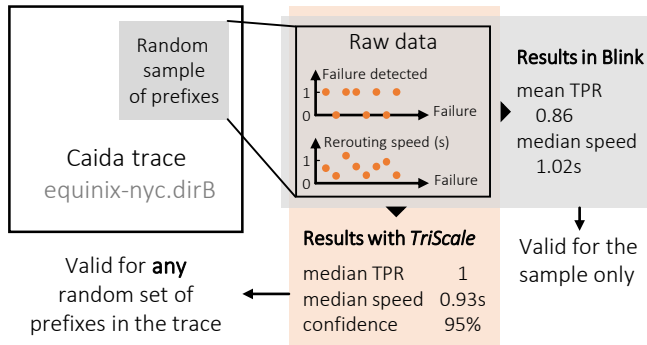 Random
sample
of prefixes
Caida trace
equinix-nyc.dirB
Raw data
Failure detected
1
0
Failure
Rerouting speed (s)
1
0
Failure
Results in Blink
mean TPR
0.86
median speed
1.02s
Valid for the
sample only
Results with TriScale
median TPR 1
median speed 0.93s
confidence 95%
Valid for any
random set of
prefixes in the trace